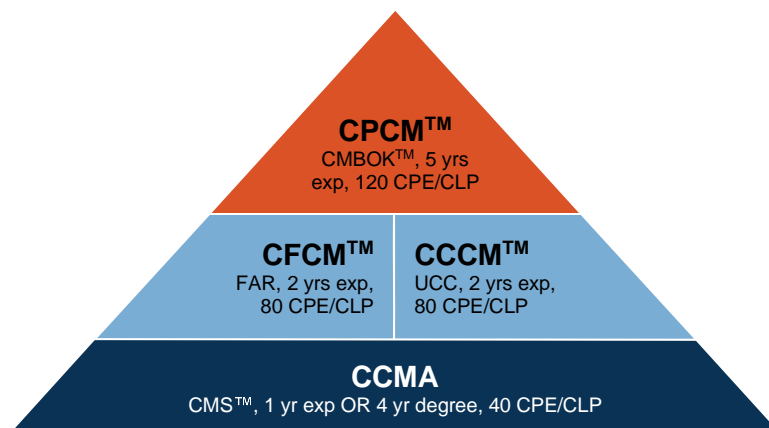 CPCM™
CMBOK™, 5 yrs
exp, 120 CPE/CLP
CFCM™
FAR, 2 yrs exp,
80 CPE/CLP
CCCM™
UCC, 2 yrs exp,
80 CPE/CLP
CCMA
CMS™, 1 yr exp OR 4 yr degree, 40 CPE/CLP